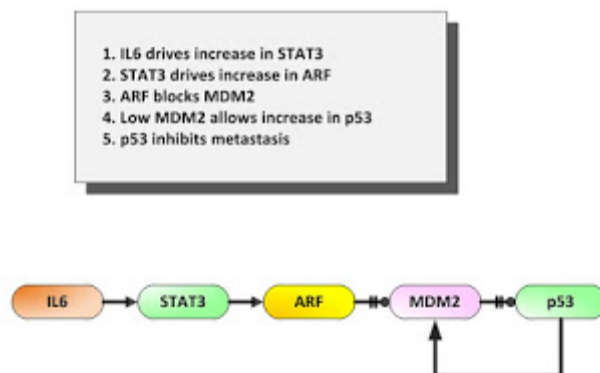 1. IL6 drives increase in STAT3
2. STAT3 drives increase in ARF
3. ARF blocks MDM2
4. Low MDM2 allows increase in p53
5. p53 inhibits metastasis
IL6 STAT3 ARF MDM2 p53